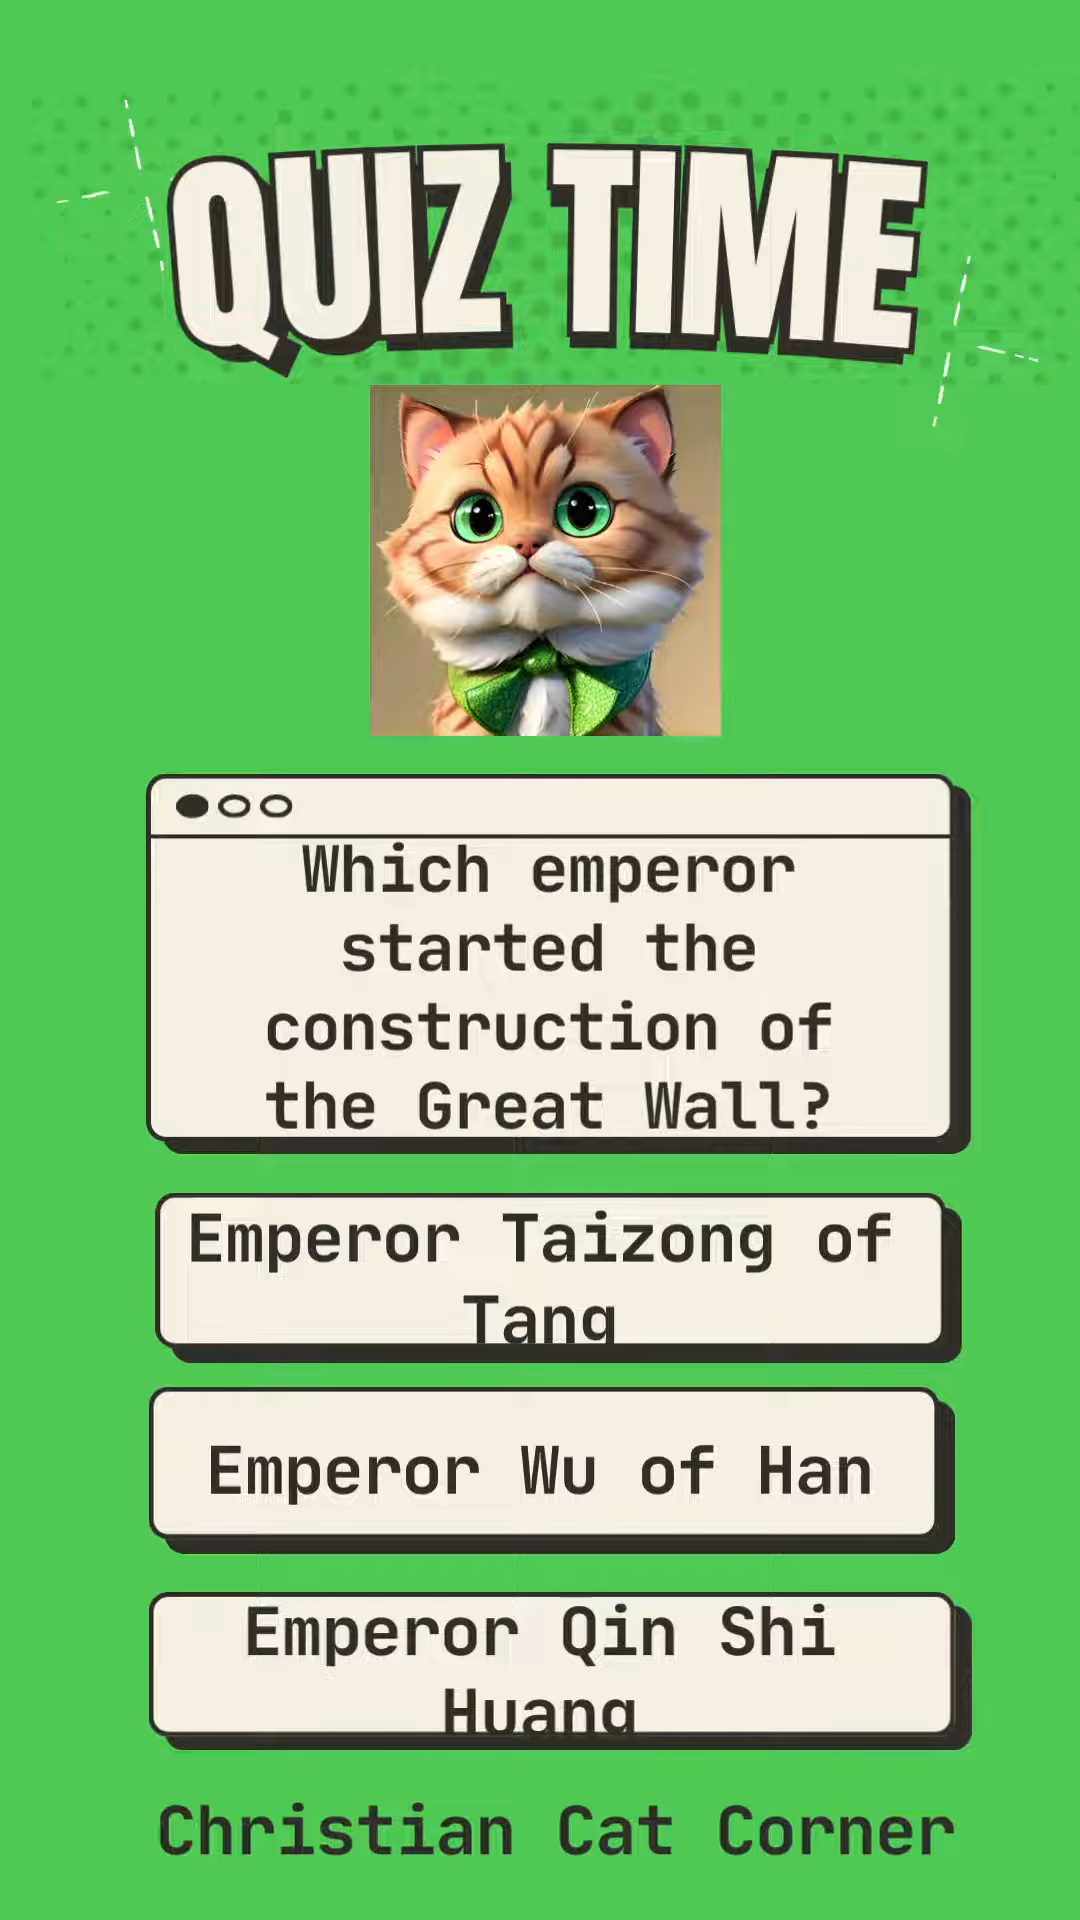 QUIZ TIME
Which emperor
started the
construction of
the Great Wall?
Emperor Taizong of
Tang
Emperor Wu of Han
Emperor Qin Shi
Huang
Christian Cat Corner